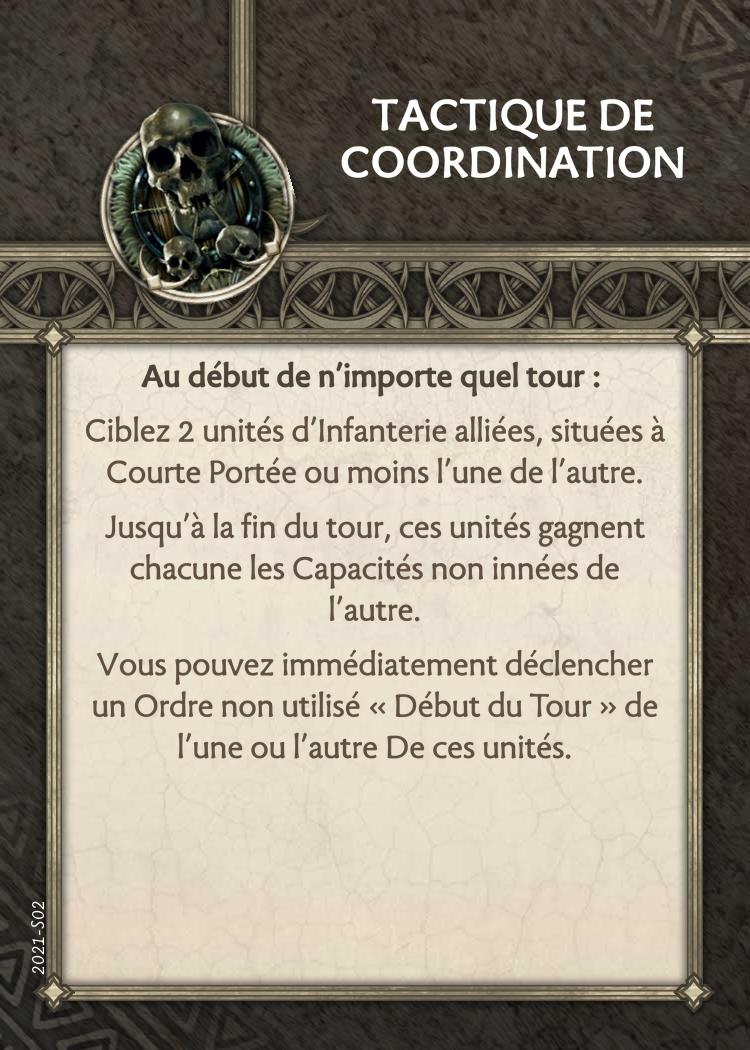 TACTIQUE DE
COORDINATION
Au début de n'importe quel tour :
Ciblez 2 unités d'Infanterie alliées, situées à
Courte Portée ou moins l'une de l'autre.
Jusqu'à la fin du tour, ces unités gagnent
chacune les Capacités non innées de
l'autre.
Vous pouvez immédiatement déclencher
un Ordre non utilisé « Début du Tour » de
l'une ou l'autre De ces unités.
2021-S02